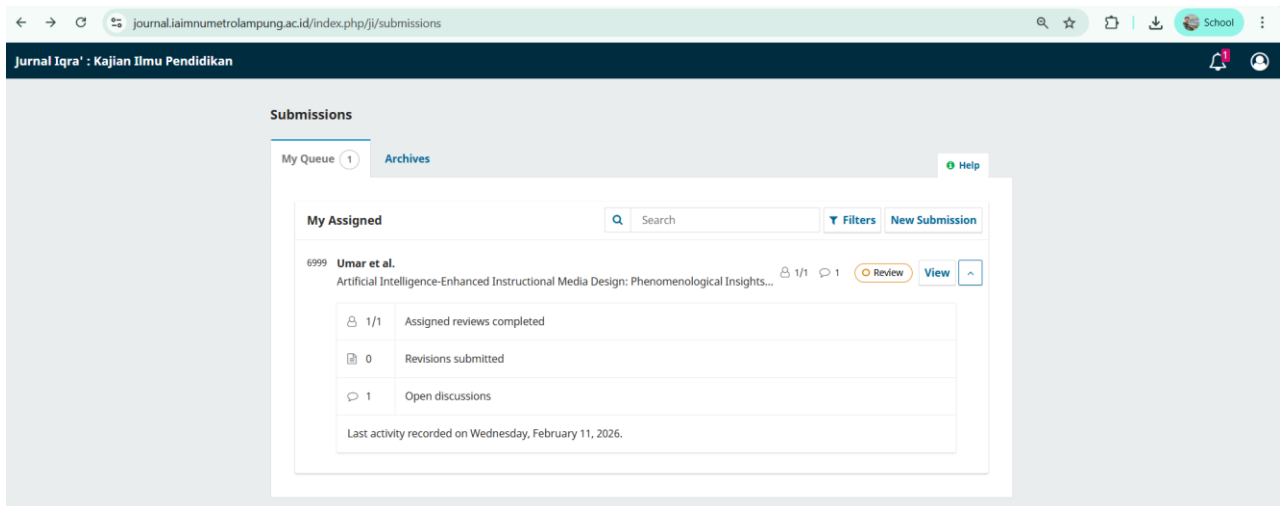 journal.iaimnumetrolampung.ac.id/index.php/ji/submissions
School
Jurnal Iqra' : Kajian Ilmu Pendidikan
1
Submissions
My Queue 1
Archives
Help
My Assigned
Search
Filters
New Submission
6999 Umar et al.
Artificial Intelligence-Enhanced Instructional Media Design: Phenomenological Insights...
1/1
1
Review
View
1/1 Assigned reviews completed
0 Revisions submitted
1 Open discussions
Last activity recorded on Wednesday, February 11, 2026.